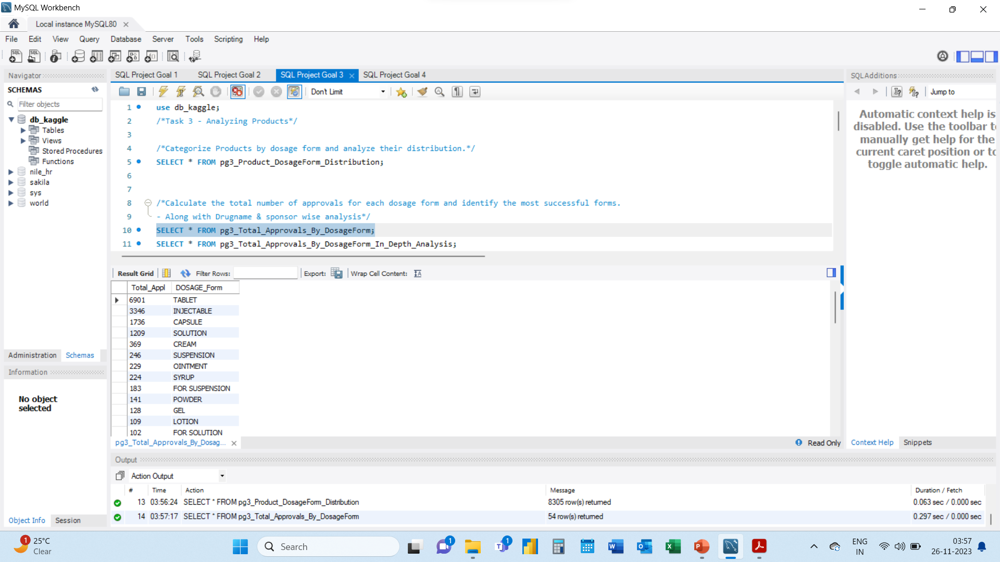 MySQL Workbench
Local instance MySQL80
File Edit View Query Database Server Tools Scripting Help
Navigator
SCHEMAS
Filter objects
db_kaggle
Tables
Views
Stored Procedures
Functions
nile_hr
sakila
sys
world
Administration Schemas
Information
No object
selected
Object Info Session
SQL Project Goal 1 SQL Project Goal 2 SQL Project Goal 3 SQL Project Goal 4
Don't Limit
1 use db_kaggle;
2 /*Task 3 - Analyzing Products*/
3
4 /*Categorize Products by dosage form and analyze their distribution.*/
5 SELECT * FROM pg3_Product_DosageForm_Distribution;
6
7
8 /*Calculate the total number of approvals for each dosage form and identify the most successful forms.
9 - Along with Drugname & sponsor wise analysis*/
10 SELECT * FROM pg3_Total_Approvals_By_DosageForm;
11 SELECT * FROM pg3_Total_Approvals_By_DosageForm_In_Depth_Analysis;
Result Grid Filter Rows: Export: Wrap Cell Content:
Total_Appl DOSAGE_Form
6901 TABLET
3346 INJECTABLE
1736 CAPSULE
1209 SOLUTION
369 CREAM
246 SUSPENSION
229 OINTMENT
224 SYRUP
183 FOR SUSPENSION
141 POWDER
128 GEL
109 LOTION
102 FOR SOLUTION
pg3_Total_Approvals_By_Dosag...
Read Only
SQLAdditions
Jump to
Automatic context help is
disabled. Use the toolbar t
manually get help for the
current caret position or to
toggle automatic help.
Context Help Snippets
Output
Action Output
# Time Action Message Duration / Fetch
13 03:56:24 SELECT * FROM pg3_Product_DosageForm_Distribution 8305 row(s) returned 0.063 sec / 0.000 sec
14 03:57:17 SELECT * FROM pg3_Total_Approvals_By_DosageForm 54 row(s) returned 0.297 sec / 0.000 sec
1
25°C
Clear
Search
1
1
ENG
IN
03:57
26-11-2023